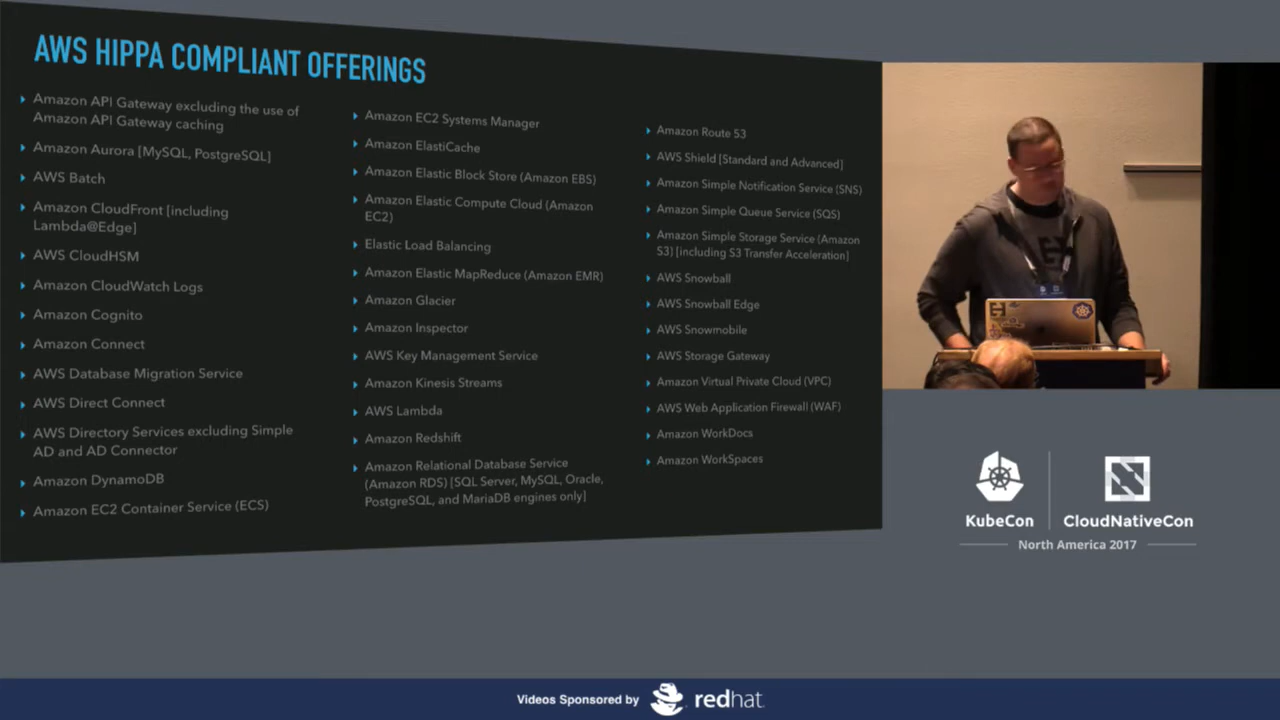 AWS HIPPA COMPLIANT OFFERINGS
Amazon API Gateway excluding the use of
Amazon API Gateway caching
Amazon Aurora [MySQL, PostgreSQL]
AWS Batch
Amazon CloudFront [including
Lambda@Edge]
AWS CloudHSM
Amazon CloudWatch Logs
Amazon Cognito
Amazon Connect
AWS Database Migration Service
AWS Direct Connect
AWS Directory Services excluding Simple
AD and AD Connector
Amazon DynamoDB
Amazon EC2 Container Service (ECS)
Amazon EC2 Systems Manager
Amazon ElastiCache
Amazon Elastic Block Store (Amazon EBS)
Amazon Elastic Compute Cloud (Amazon
EC2)
Elastic Load Balancing
Amazon Elastic MapReduce (Amazon EMR)
Amazon Glacier
Amazon Inspector
AWS Key Management Service
Amazon Kinesis Streams
AWS Lambda
Amazon Redshift
Amazon Relational Database Service
(Amazon RDS) [SQL Server, MySQL, Oracle,
PostgreSQL, and MariaDB engines only]
Amazon Route 53
AWS Shield [Standard and Advanced]
Amazon Simple Notification Service (SNS)
Amazon Simple Queue Service (SQS)
Amazon Simple Storage Service (Amazon
S3) [including S3 Transfer Acceleration]
AWS Snowball
AWS Snowball Edge
AWS Snowmobile
AWS Storage Gateway
Amazon Virtual Private Cloud (VPC)
AWS Web Application Firewall (WAF)
Amazon WorkDocs
Amazon WorkSpaces
KubeCon
CloudNativeCon
North America 2017
Videos Sponsored by
redhat